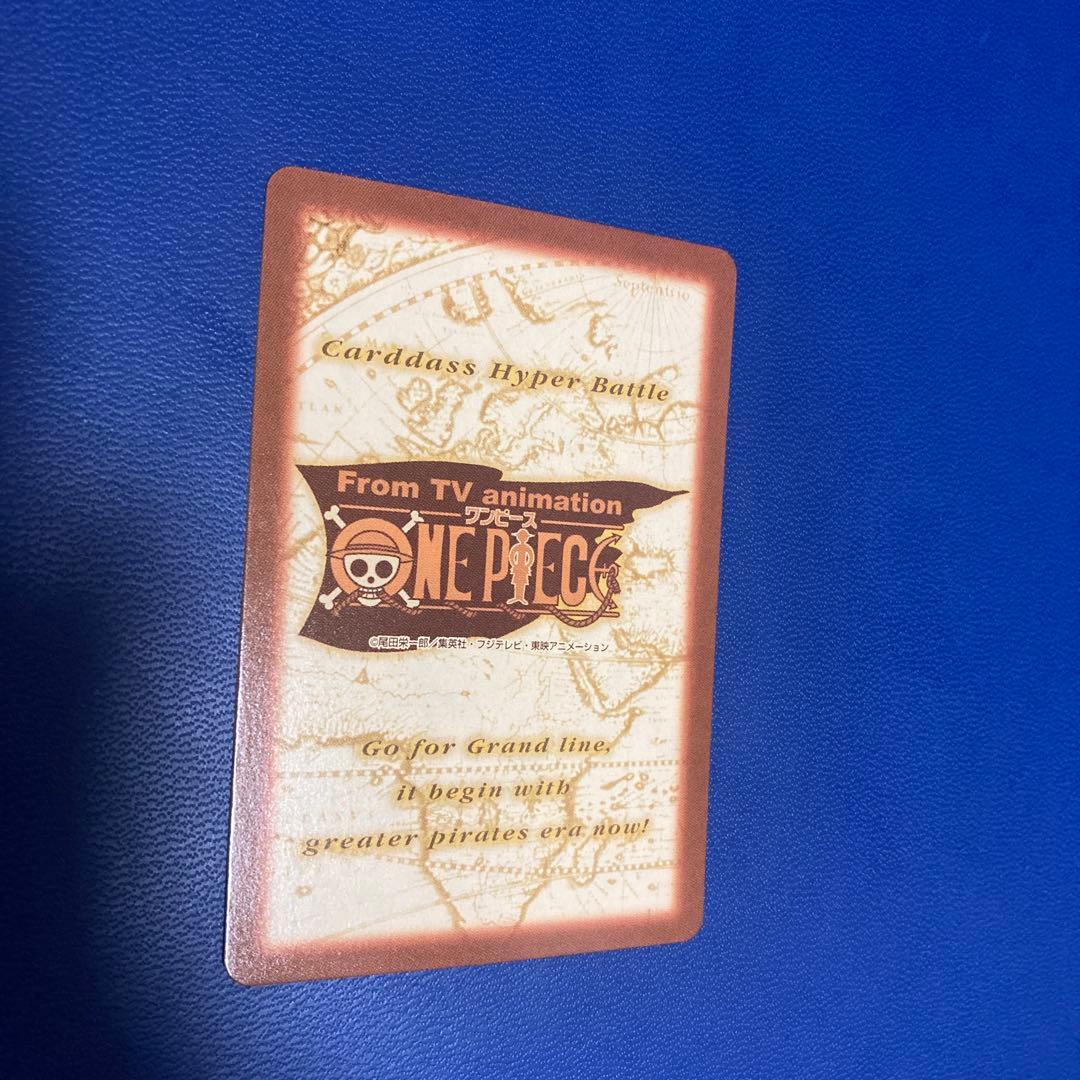 Septentrio
Carddass Hyper Battle
From TV animation
ワンピース
ONE PIECE
©尾田栄一郎／集英社・フジテレビ・東映アニメーション
Go for Grand line,
it begin with
greater pirates era now!